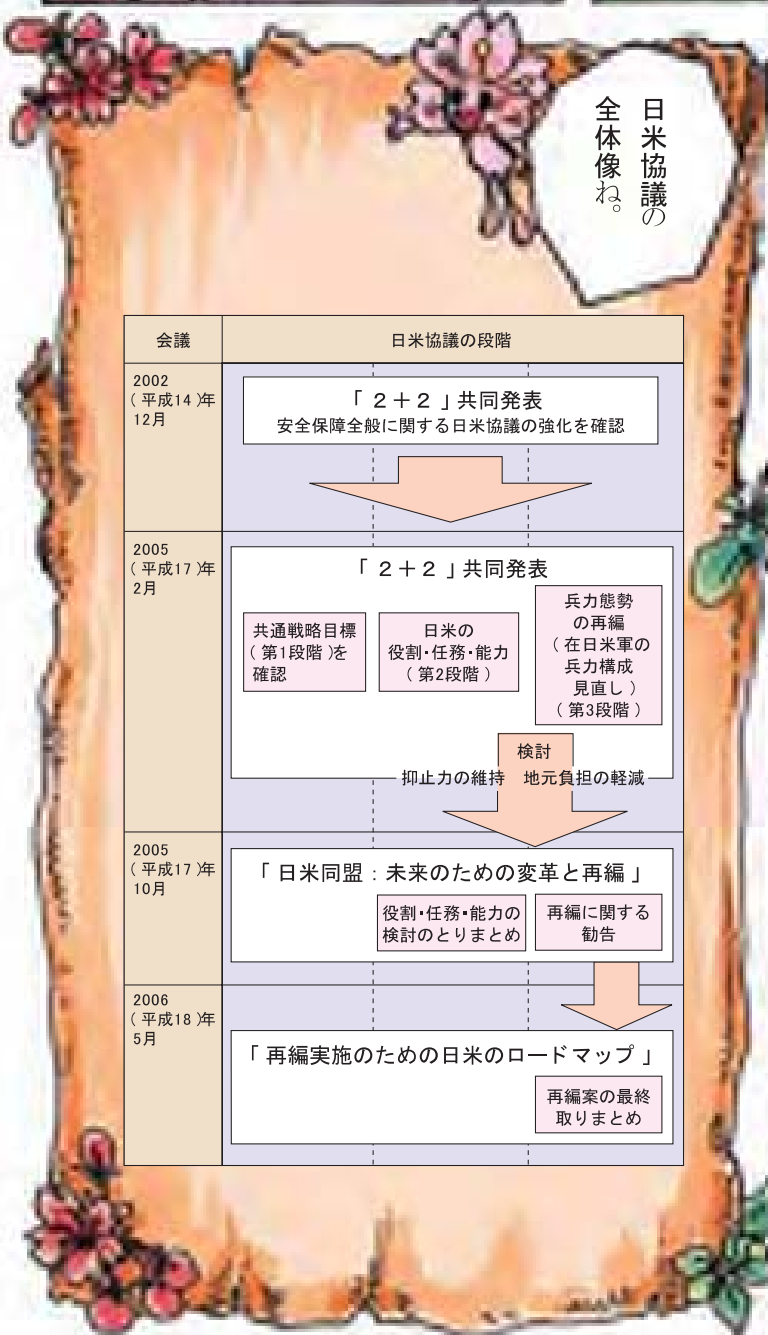 日米協議の
全体像ね。
会議
日米協議の段階
2002
(平成14)年
12月
「2+2」共同発表
安全保障全般に関する日米協議の強化を確認
2005
(平成17)年
2月
「2+2」共同発表
共通戦略目標
(第1段階)を
確認
日米の
役割・任務・能力
(第2段階)
兵力態勢
の再編
(在日米軍の
兵力構成
見直し)
(第3段階)
検討
抑止力の維持 地元負担の軽減
2005
(平成17)年
10月
「日米同盟:未来のための変革と再編」
役割・任務・能力の
検討のとりまとめ
再編に関する
勧告
2006
(平成18)年
5月
「再編実施のための日米のロードマップ」
再編案の最終
取りまとめ